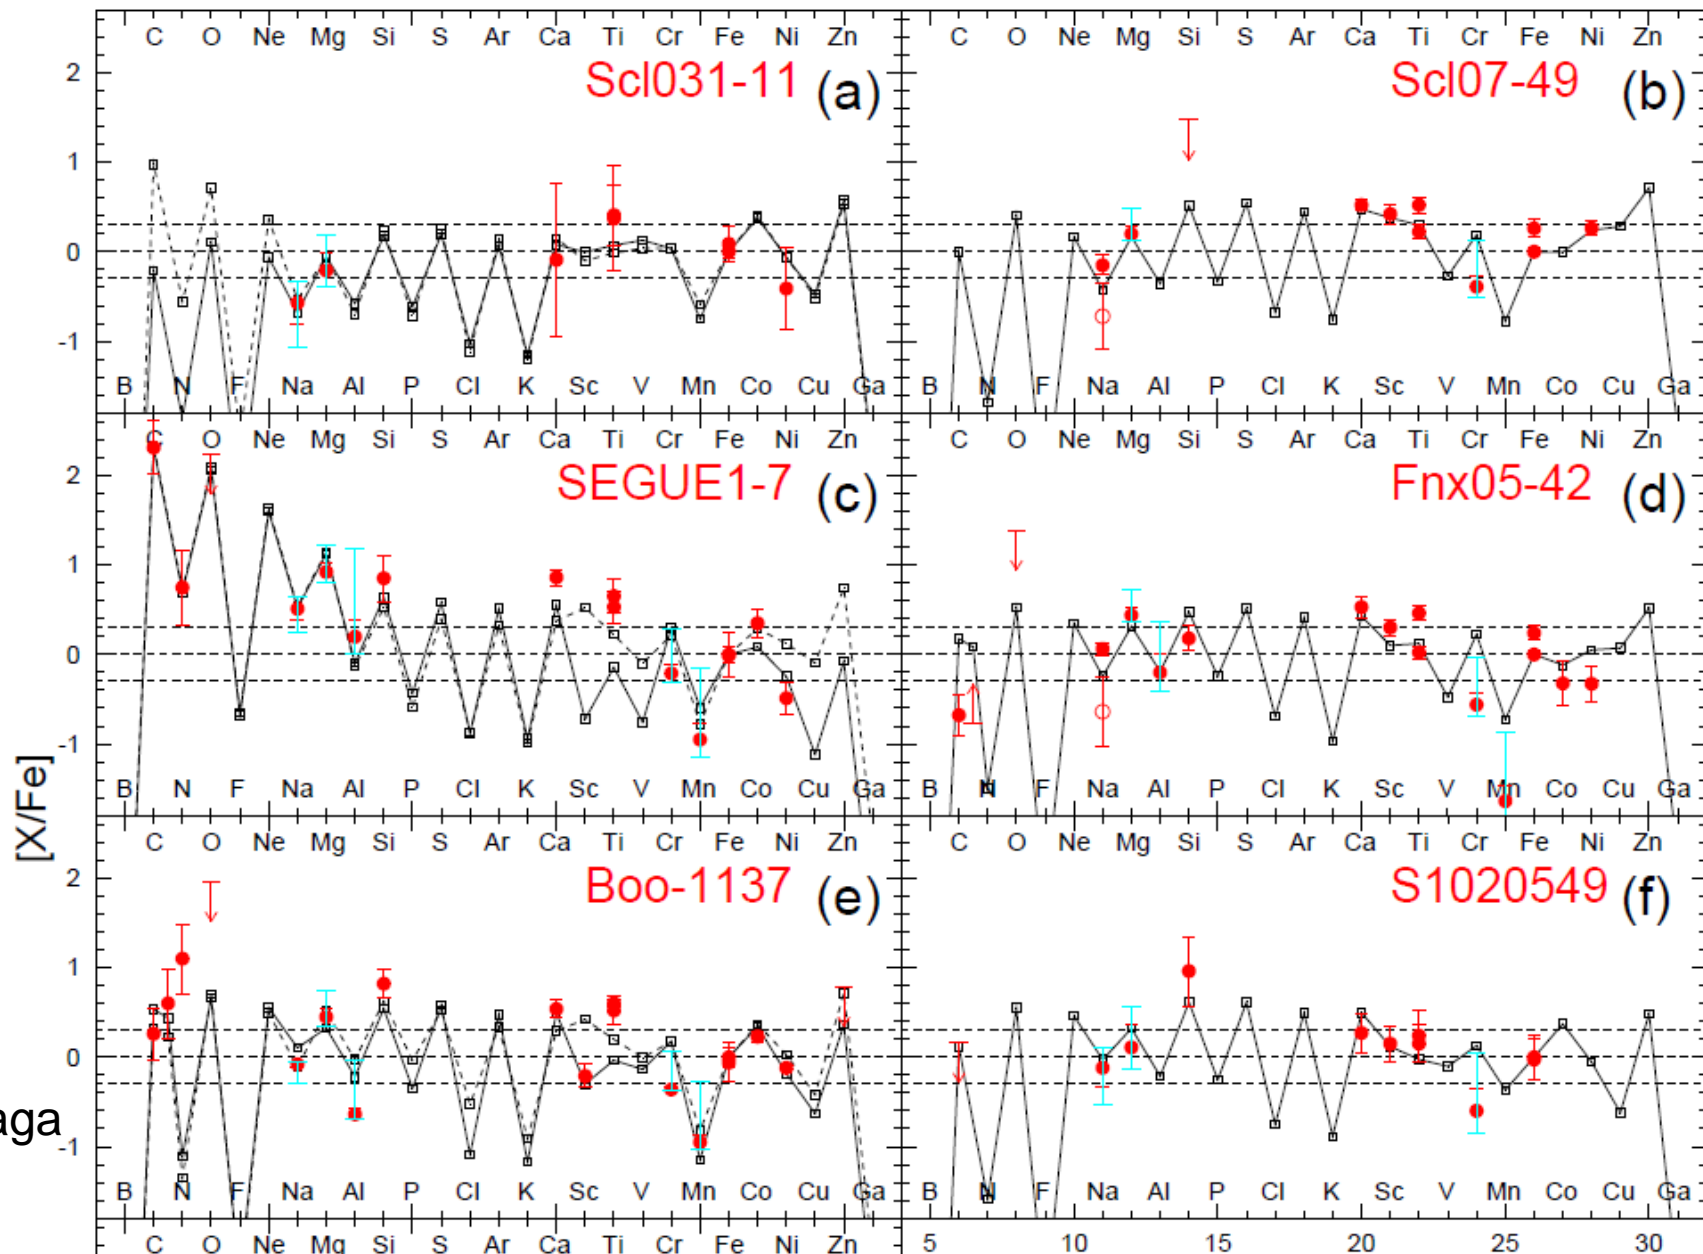 C O Ne Mg Si S Ar Ca Ti Cr Fe Ni Zn C O Ne Mg Si S Ar Ca Ti Cr Fe Ni Zn
2 Scl031-11 (a) Scl07-49 (b)
1
0
-1
B N F Na Al P Cl K Sc V Mn Co Cu Ga B N F Na Al P Cl K Sc V Mn Co Cu Ga
C O Ne Mg Si S Ar Ca Ti Cr Fe Ni Zn C O Ne Mg Si S Ar Ca Ti Cr Fe Ni Zn
2 SEGUE1-7 (c) Fnx05-42 (d)
1
0
-1
B N F Na Al P Cl K Sc V Mn Co Cu Ga B N F Na Al P Cl K Sc V Mn Co Cu Ga
[X/Fe]
C O Ne Mg Si S Ar Ca Ti Cr Fe Ni Zn C O Ne Mg Si S Ar Ca Ti Cr Fe Ni Zn
2 Boo-1137 (e) S1020549 (f)
1
0
aga
-1
B N F Na Al P Cl K Sc V Mn Co Cu Ga B N F Na Al P Cl K Sc V Mn Co Cu Ga
C O Ne Mg Si S Ar Ca Ti Cr Fe Ni Zn 5 10 15 20 25 30